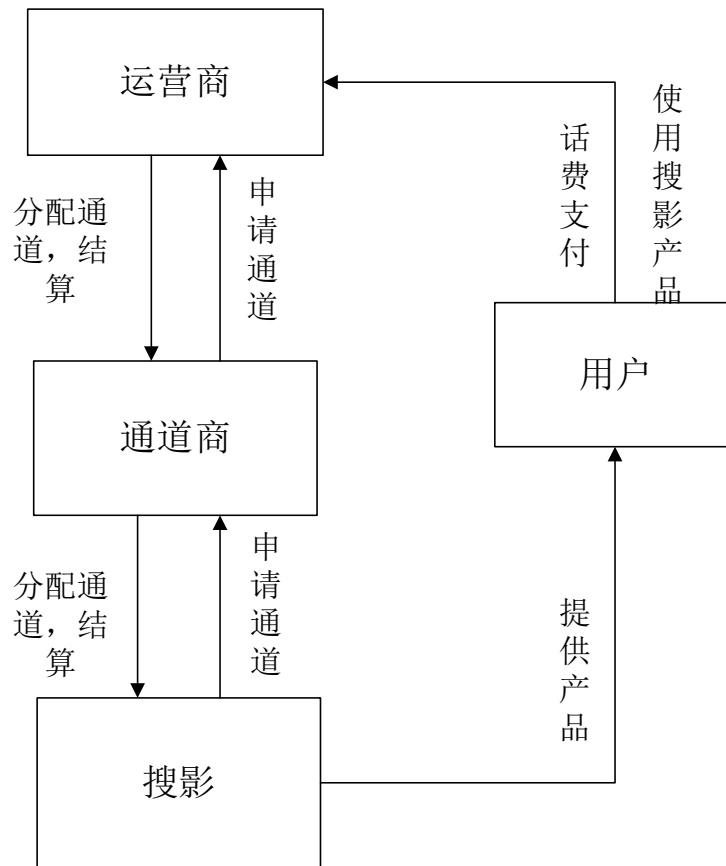 运营商
使用搜影产品
话费支付
分配通
道，结
算
申请通道
用户
通道商
分配通
道，结
算
申请通道
提供产品
搜影